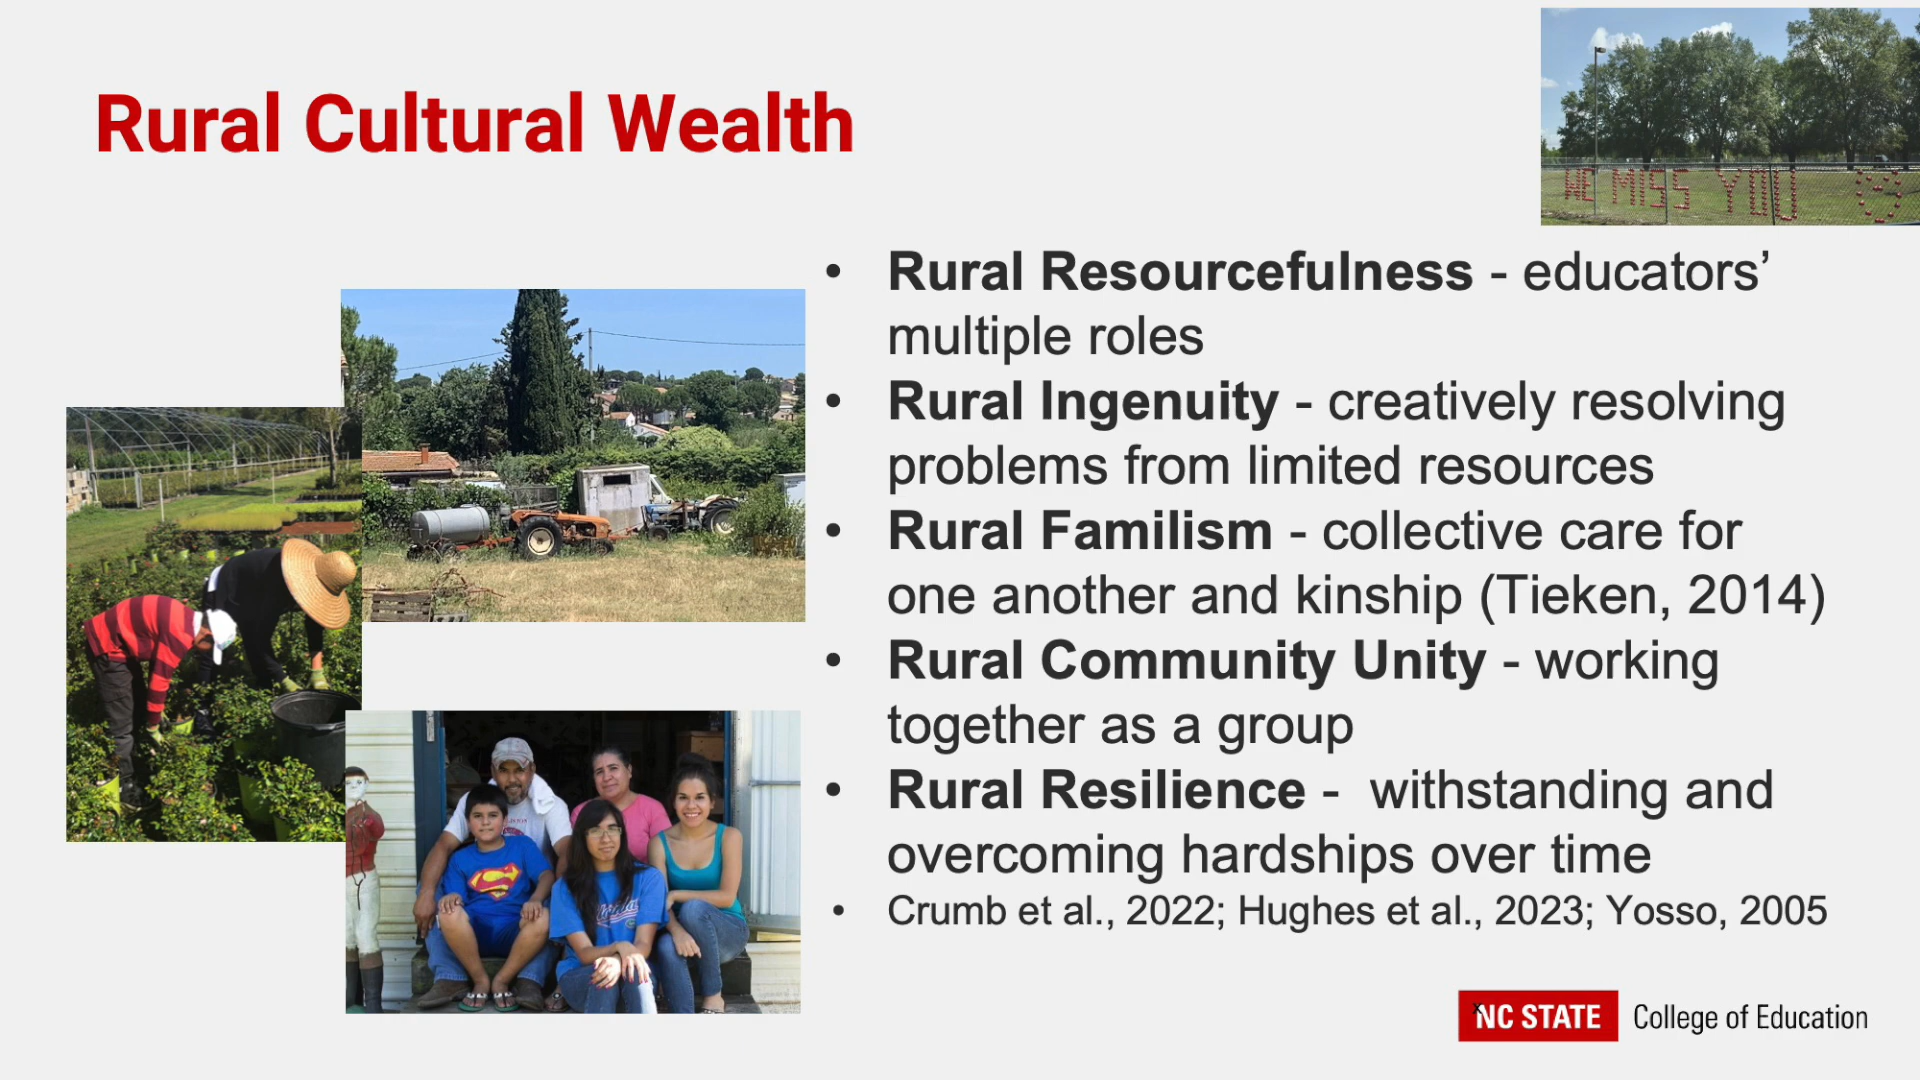 Rural Cultural Wealth
WE MISS YOU
• Rural Resourcefulness - educators’
multiple roles
• Rural Ingenuity - creatively resolving
problems from limited resources
• Rural Familism - collective care for
one another and kinship (Tieken, 2014)
• Rural Community Unity - working
together as a group
• Rural Resilience -  withstanding and
overcoming hardships over time
• Crumb et al., 2022; Hughes et al., 2023; Yosso, 2005
NC STATE College of Education